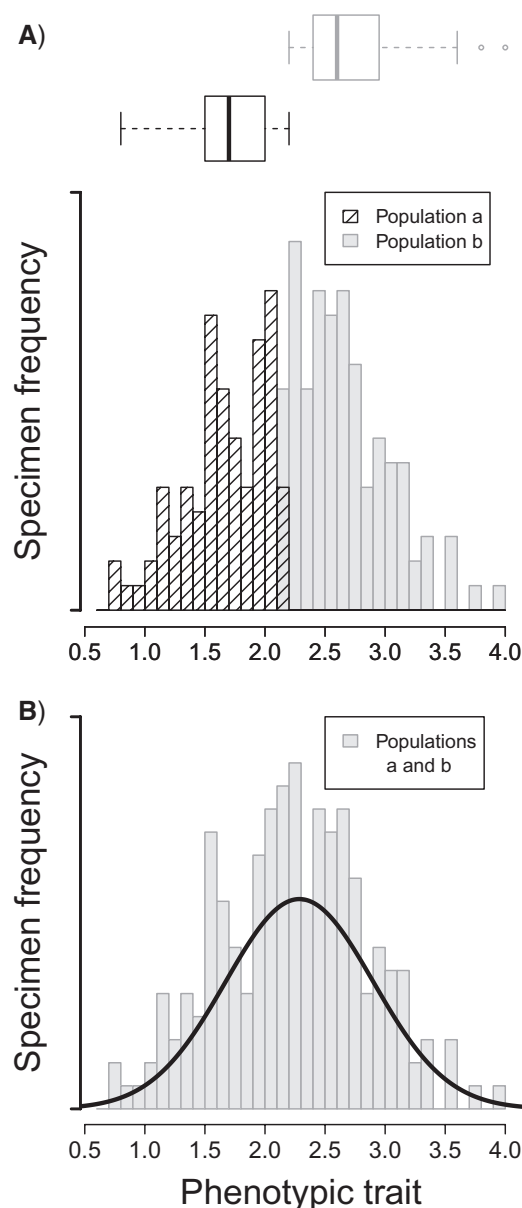 A)
Population a
Population b
Specimen frequency
0.5 1.0 1.5 2.0 2.5 3.0 3.5 4.0
B)
Populations
a and b
Specimen frequency
0.5 1.0 1.5 2.0 2.5 3.0 3.5 4.0
Phenotypic trait